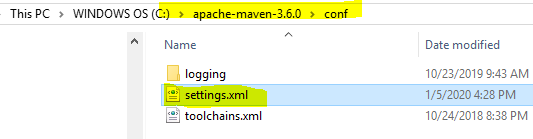 This PC > WINDOWS OS (C:) > apache-maven-3.6.0 > conf
Name Date modified
logging 10/23/2019 9:43 AM
settings.xml 1/5/2020 4:28 PM
toolchains.xml 10/24/2018 8:38 PM